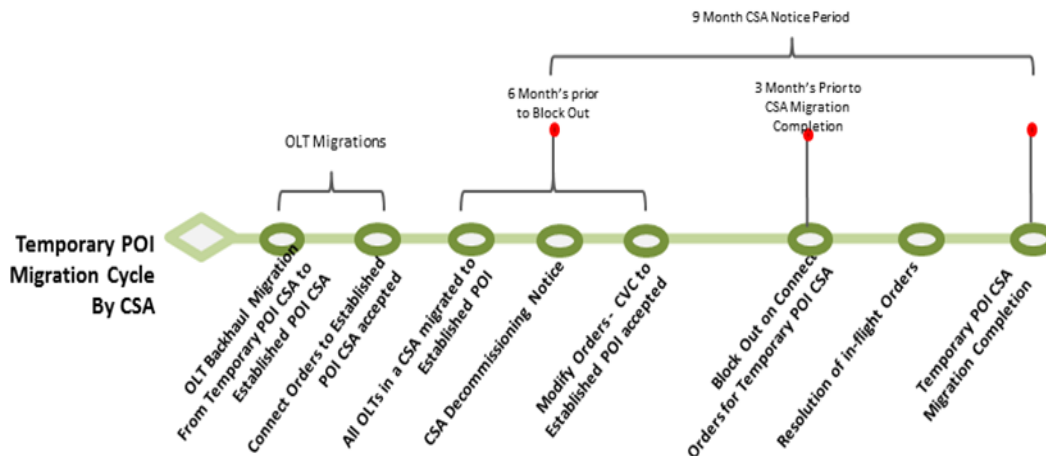 9 Month CSA Notice Period
6 Month's prior
to Block Out
3 Month's Prior to
CSA Migration
Completion
OLT Migrations
Temporary POI
Migration Cycle
By CSA
OLT Backhaul Migration
From Temporary POI CSA to
Established POI CSA
Connect Orders to Established
POI CSA accepted
All OLTs in a CSA migrated to
Established POI
CSA Decommissioning Notice
Modify Orders - CVC to
Established POI accepted
Block Out on Connect
Orders for Temporary POI CSA
Resolution of in-flight Orders
Temporary POI CSA
Migration Completion